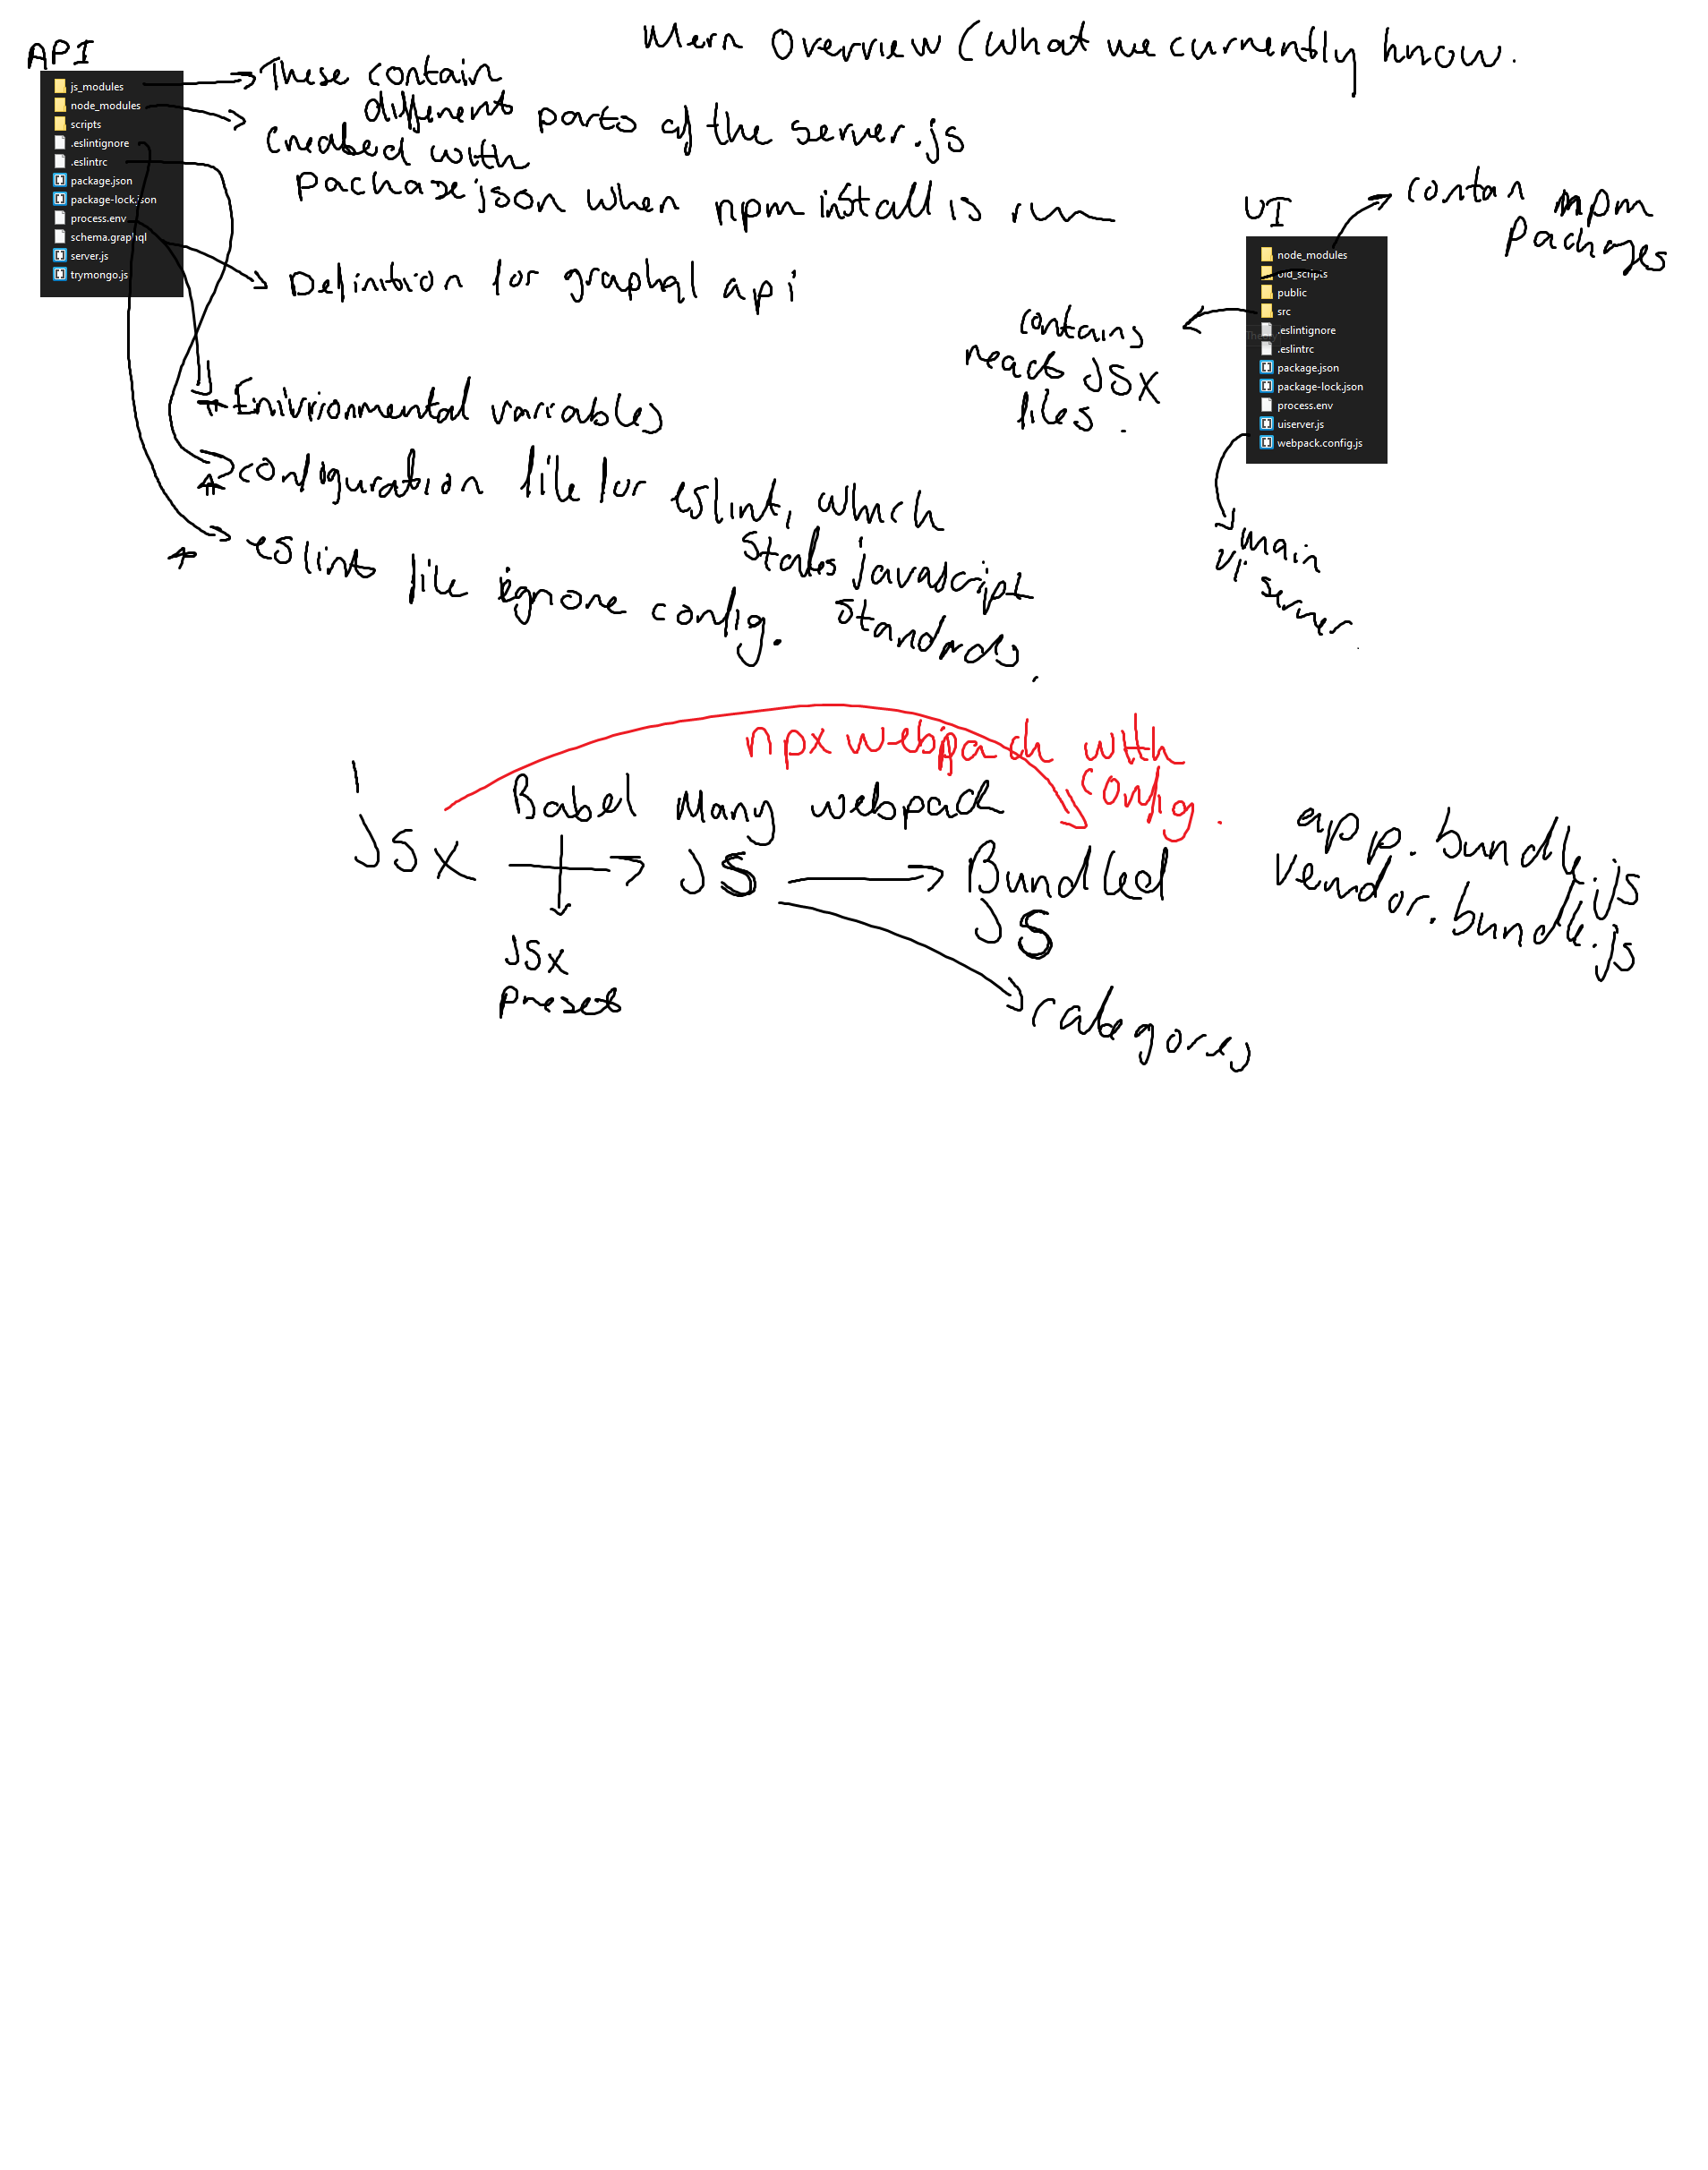 Mern Overview (What we currently know.
API
js_modules
node_modules
scripts
.eslintignore
.eslintrc
package.json
package-lock.json
process.env
schema.graphql
server.js
trymongo.js
These contain
different parts of the server.js
Created with
package.json when npm install is run
Definition for graphql api
Enivrionmental variables
configuration file for eslint, which
states javascript
standards.
eslint file ignore config.
UI
node_modules
old_scripts
public
src
.eslintignore
.eslintrc
package.json
package-lock.json
process.env
uiserver.js
webpack.config.js
contain npm
packages
contains
react JSX
files.
main
UI server.
npx webpack with
config.
Babel Many webpack
JSX JS Bundled
JS
JSX
preset
categories
app.bundle.js
vendor.bundle.js